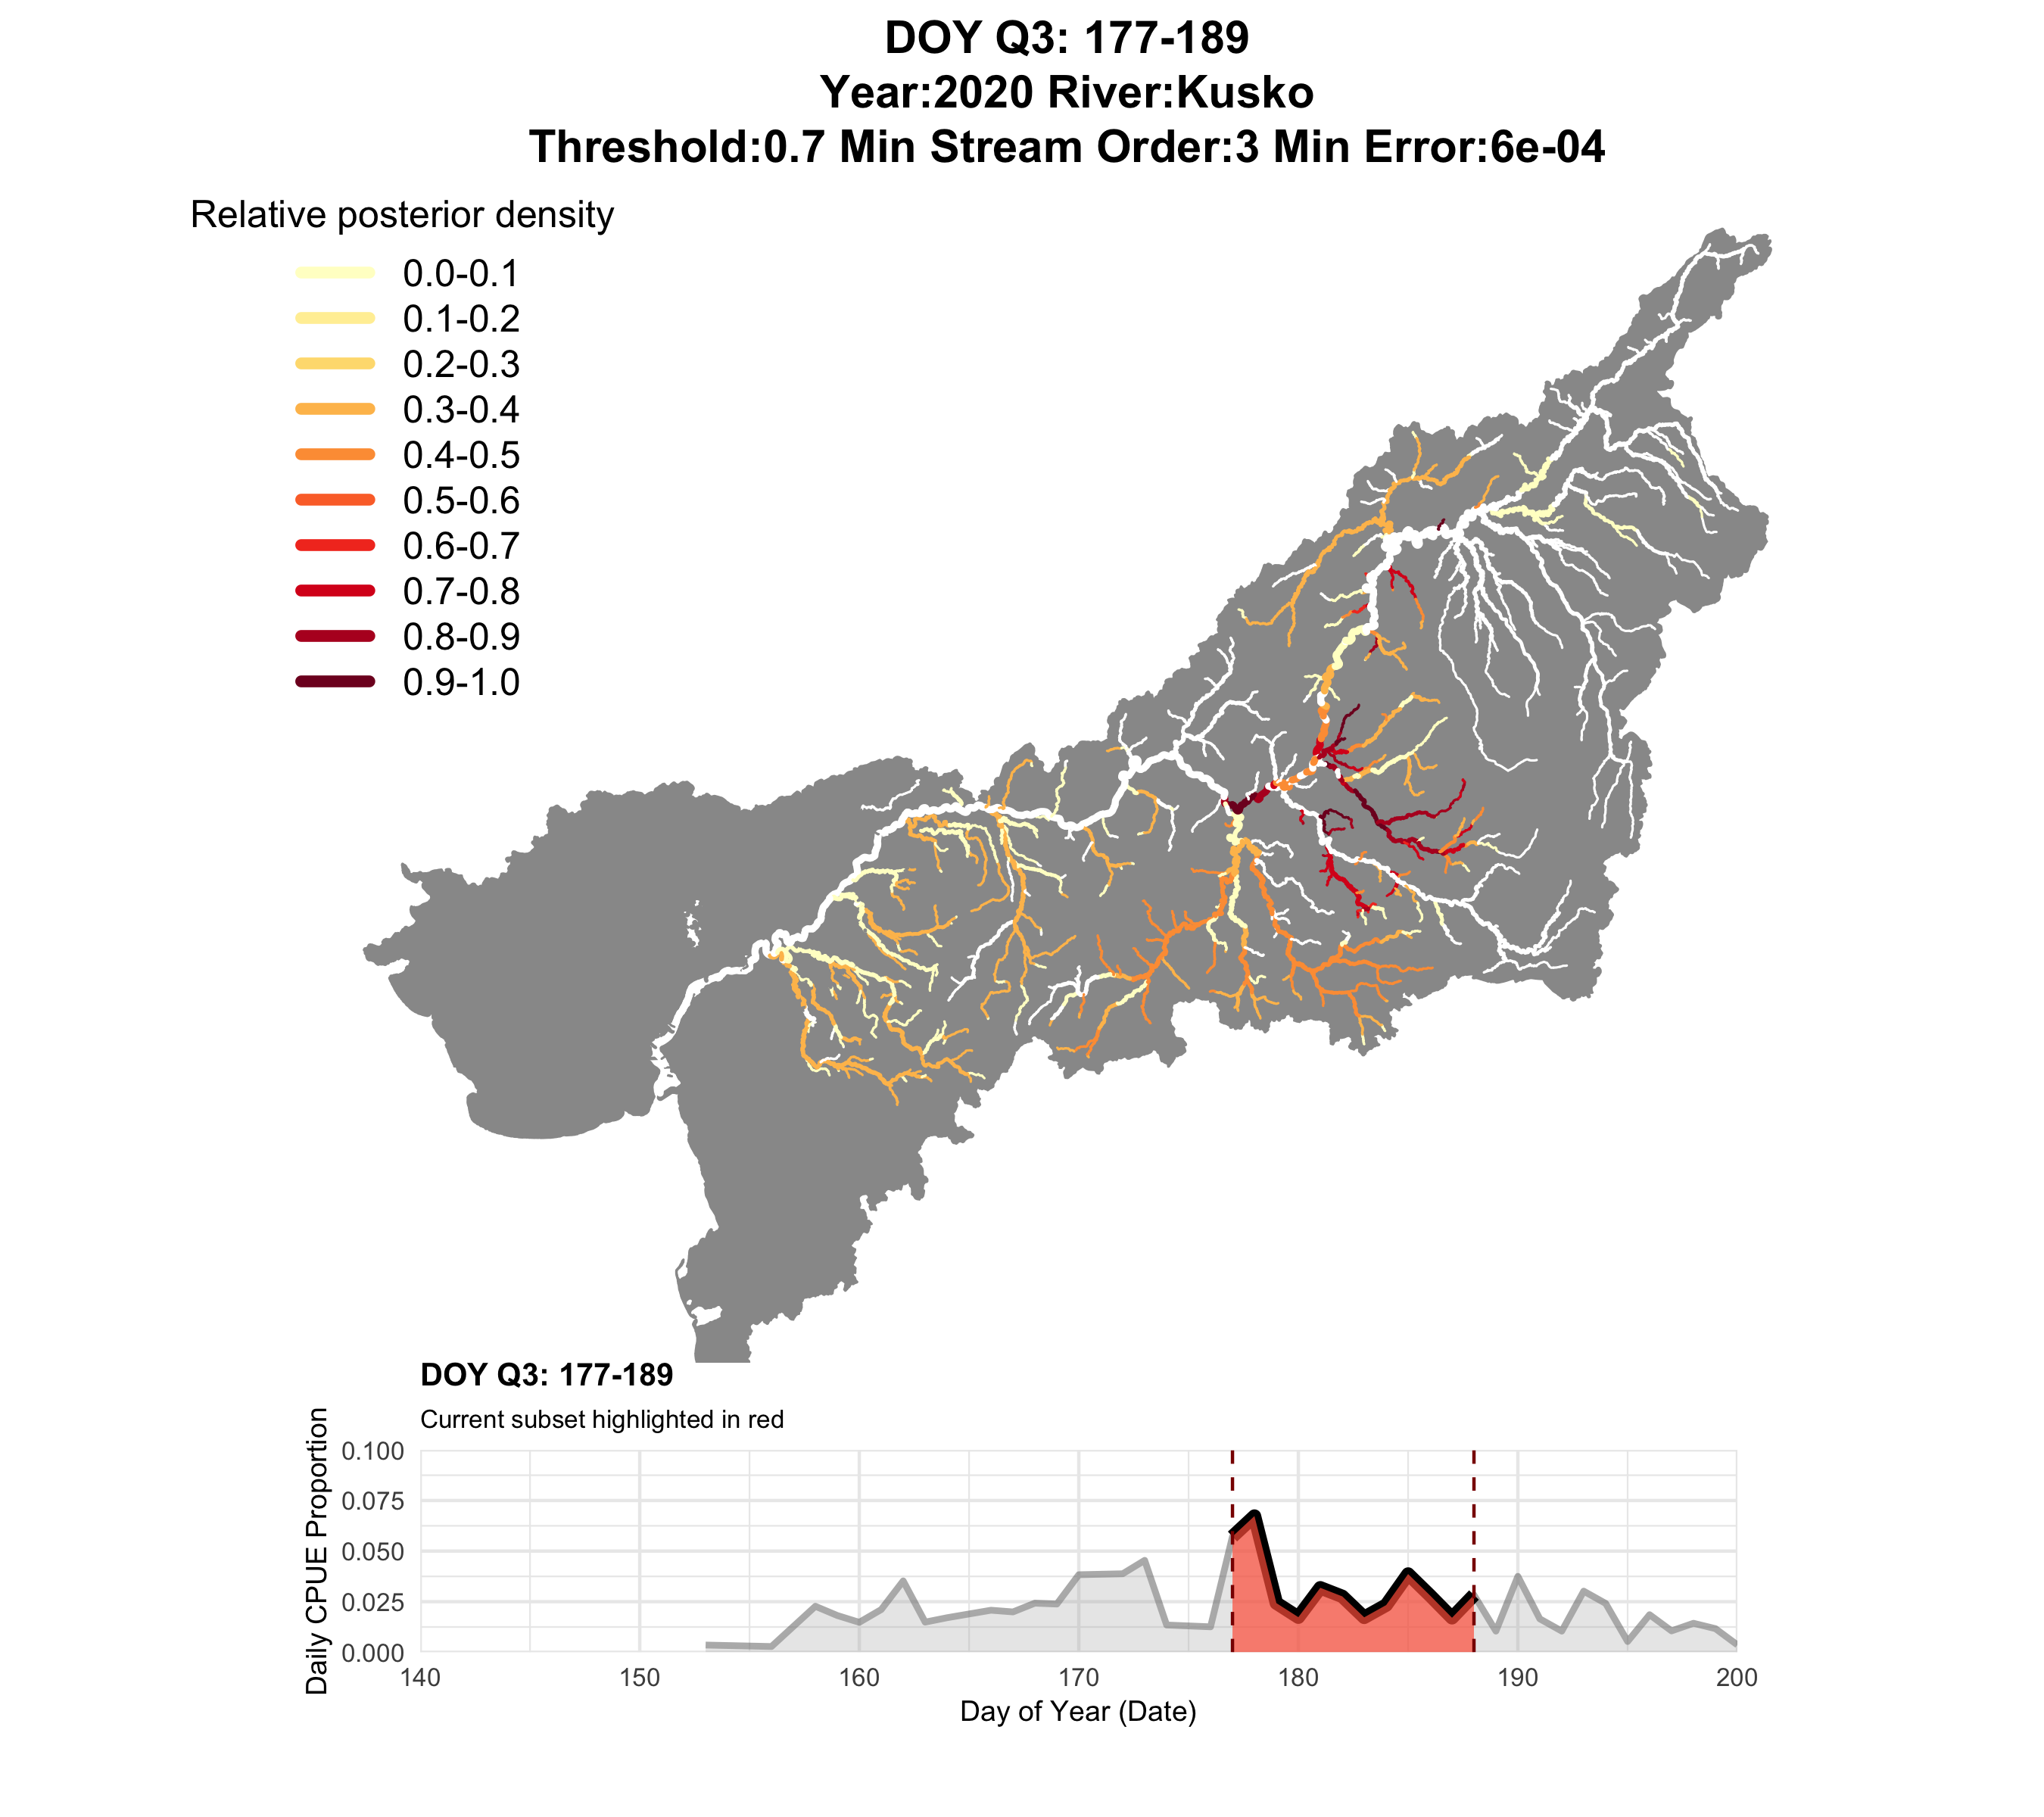 DOY Q3: 177-189
Year:2020 River:Kusko
Threshold:0.7 Min Stream Order:3 Min Error:6e-04
Relative posterior density
0.0-0.1
0.1-0.2
0.2-0.3
0.3-0.4
0.4-0.5
0.5-0.6
0.6-0.7
0.7-0.8
0.8-0.9
0.9-1.0
DOY Q3: 177-189
Current subset highlighted in red
Daily CPUE Proportion
0.100
0.075
0.050
0.025
0.000
140 150 160 170 180 190 200
Day of Year (Date)